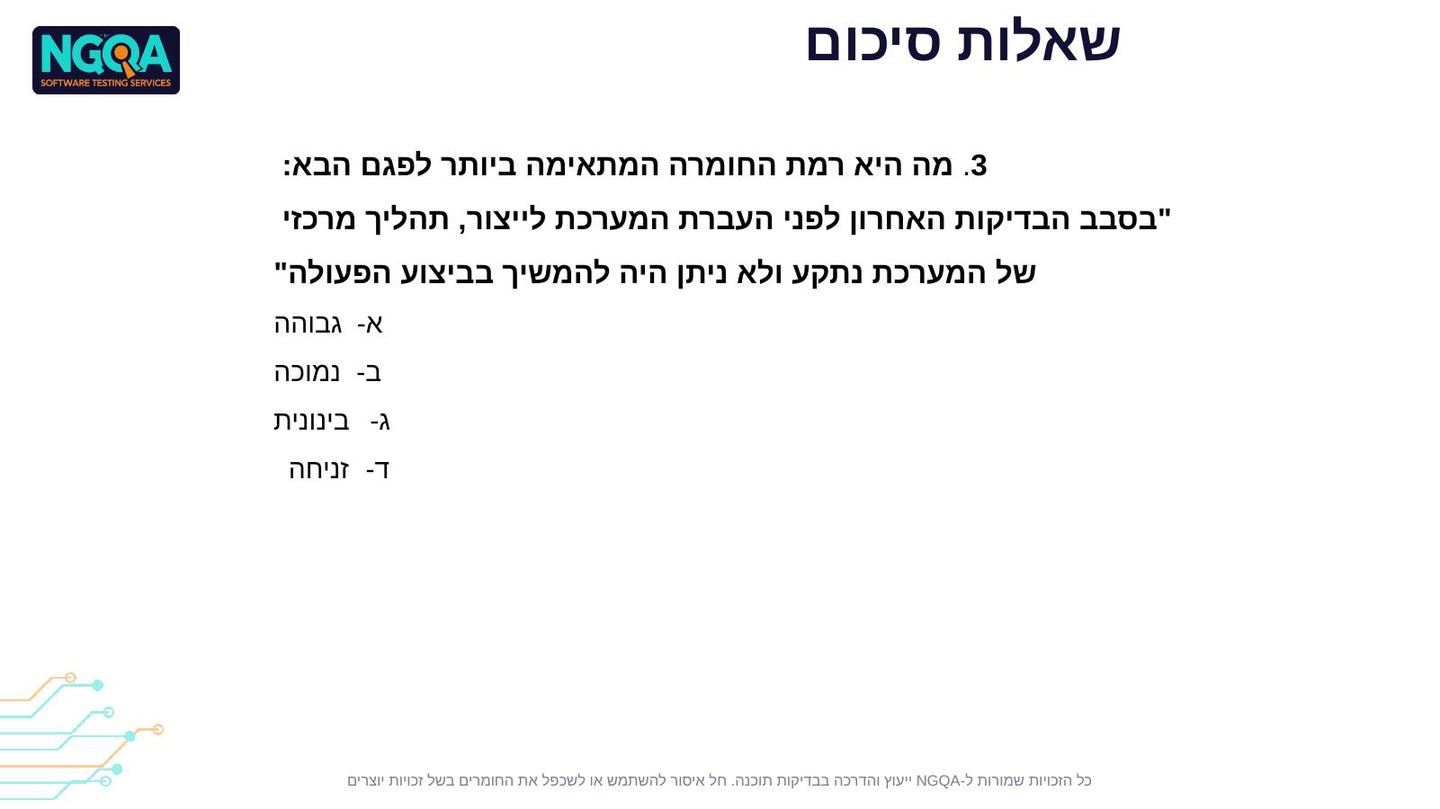 NGQA
SOFTWARE TESTING SERVICES
שאלות סיכום
3. מה היא רמת החומרה המתאימה ביותר לפגם הבא:
"בסבב הבדיקות האחרון לפני העברת המערכת לייצור, תהליך מרכזי
של המערכת נתקע ולא ניתן היה להמשיך בביצוע הפעולה"
א- גבוהה
ב- נמוכה
ג- בינונית
ד- זניחה
כל הזכויות שמורות ל-NGQA ייעוץ והדרכה בבדיקות תוכנה. חל איסור להשתמש או לשכפל את החומרים בשל זכויות יוצרים